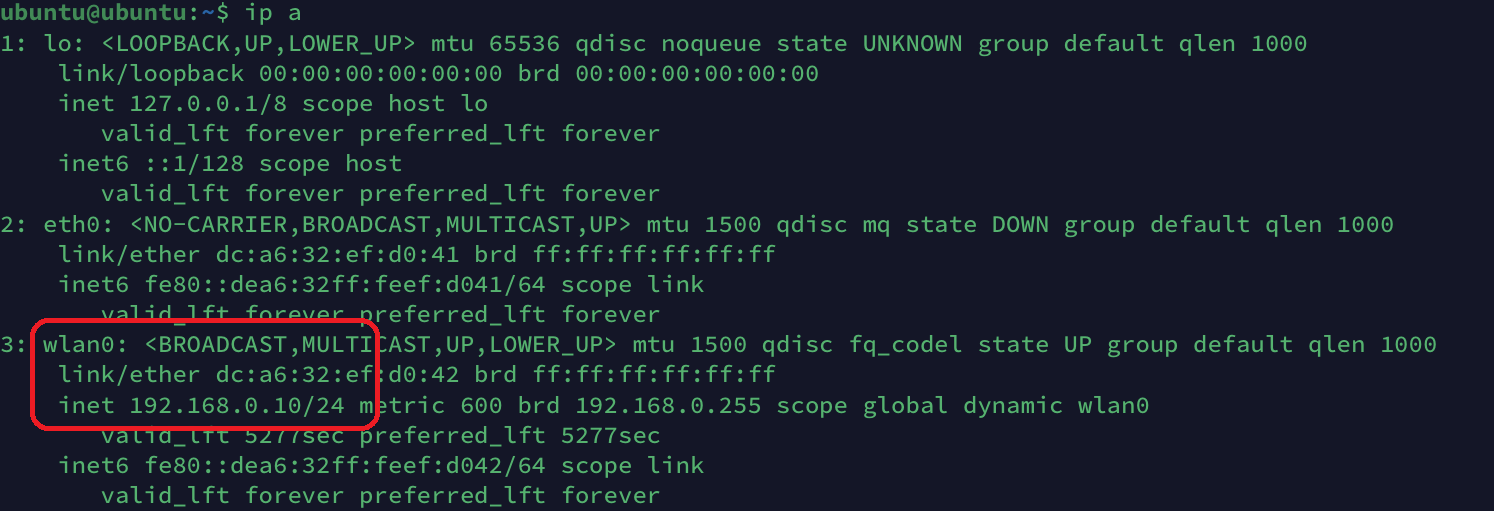 ubuntu@ubuntu:~$ ip a
1: lo: <LOOPBACK,UP,LOWER_UP> mtu 65536 qdisc noqueue state UNKNOWN group default qlen 1000
link/loopback 00:00:00:00:00:00 brd 00:00:00:00:00:00
inet 127.0.0.1/8 scope host lo
valid_lft forever preferred_lft forever
inet6 ::1/128 scope host
valid_lft forever preferred_lft forever
2: eth0: <NO-CARRIER,BROADCAST,MULTICAST,UP> mtu 1500 qdisc mq state DOWN group default qlen 1000
link/ether dc:a6:32:ef:d0:41 brd ff:ff:ff:ff:ff:ff
inet6 fe80::dea6:32ff:feef:d041/64 scope link
valid_lft forever preferred_lft forever
3: wlan0: <BROADCAST,MULTICAST,UP,LOWER_UP> mtu 1500 qdisc fq_codel state UP group default qlen 1000
link/ether dc:a6:32:ef:d0:42 brd ff:ff:ff:ff:ff:ff
inet 192.168.0.10/24 metric 600 brd 192.168.0.255 scope global dynamic wlan0
valid_lft 5277sec preferred_lft 5277sec
inet6 fe80::dea6:32ff:feef:d042/64 scope link
valid_lft forever preferred_lft forever